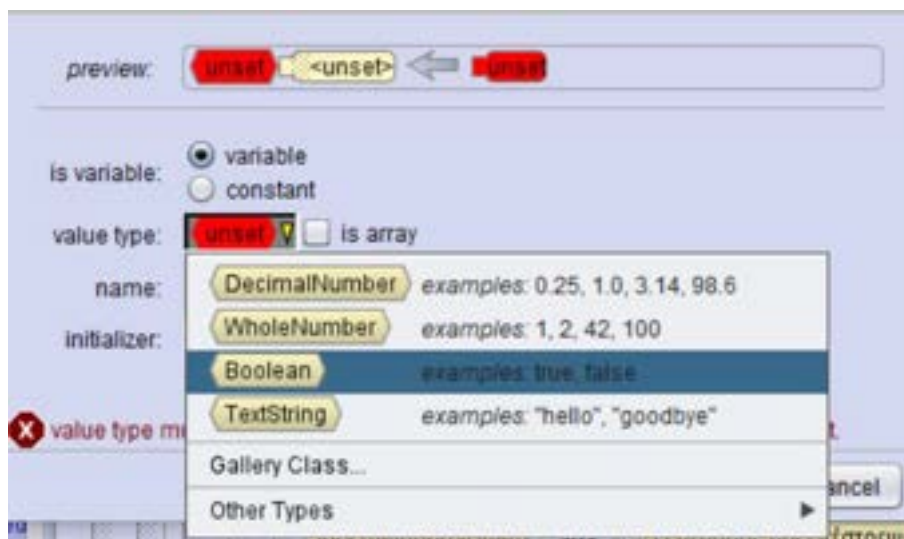 preview: unset <unset> unset
is variable: variable
constant
value type: unset is array
name:
initializer:
DecimalNumber examples: 0.25, 1.0, 3.14, 98.6
WholeNumber examples: 1, 2, 42, 100
Boolean examples: true, false
TextString examples: "hello", "goodbye"
value type
Gallery Class...
Other Types